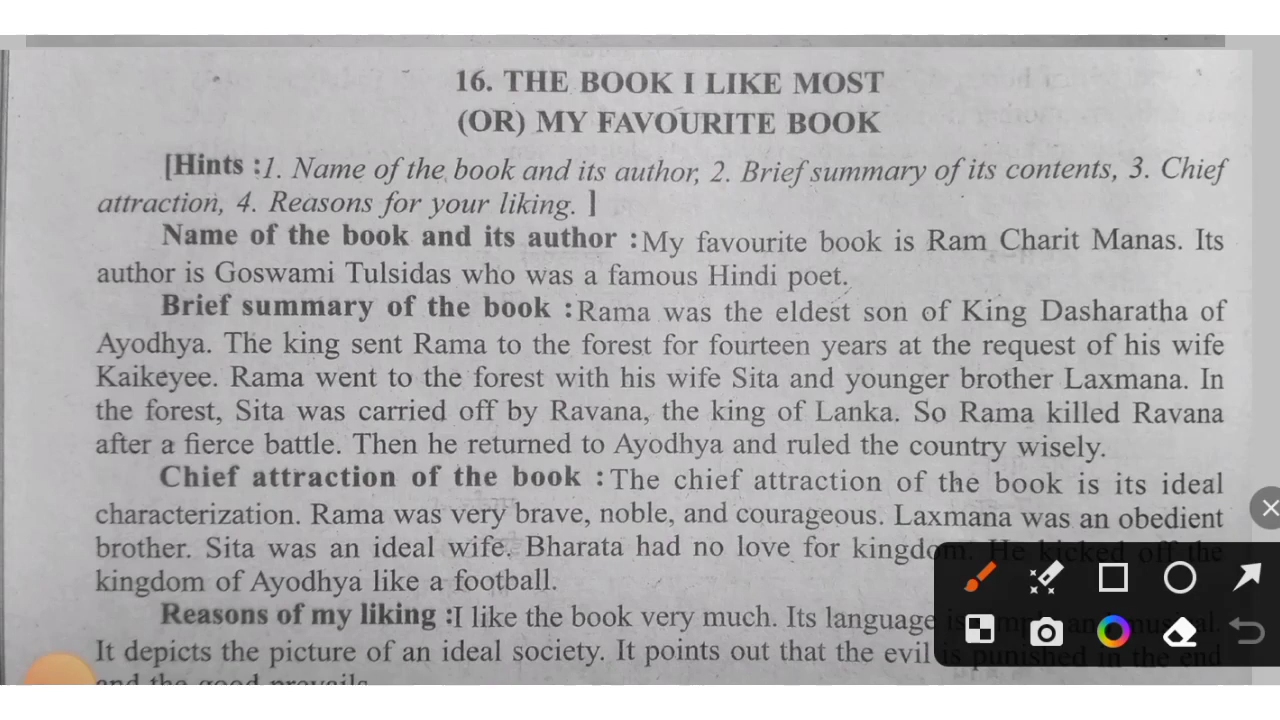 16. THE BOOK I LIKE MOST
(OR) MY FAVOURITE BOOK
[Hints :1. Name of the book and its author, 2. Brief summary of its contents, 3. Chief
attraction, 4. Reasons for your liking. ]
Name of the book and its author :My favourite book is Ram Charit Manas. Its
author is Goswami Tulsidas who was a famous Hindi poet.
Brief summary of the book :Rama was the eldest son of King Dasharatha of
Ayodhya. The king sent Rama to the forest for fourteen years at the request of his wife
Kaikeyee. Rama went to the forest with his wife Sita and younger brother Laxmana. In
the forest, Sita was carried off by Ravana, the king of Lanka. So Rama killed Ravana
after a fierce battle. Then he returned to Ayodhya and ruled the country wisely.
Chief attraction of the book :The chief attraction of the book is its ideal
characterization. Rama was very brave, noble, and courageous. Laxmana was an obedient
brother. Sita was an ideal wife. Bharata had no love for kingdom. He kicked off the
kingdom of Ayodhya like a football.
Reasons of my liking :I like the book very much. Its language is
It depicts the picture of an ideal society. It points out that the evil is punished in the end
and the good prevails